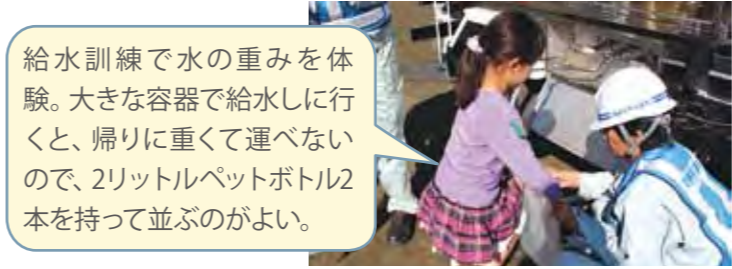 給水訓練で水の重みを体
験。大きな容器で給水しに行
くと、帰りに重くて運べない
ので、2リットルペットボトル2
本を持って並ぶのがよい。